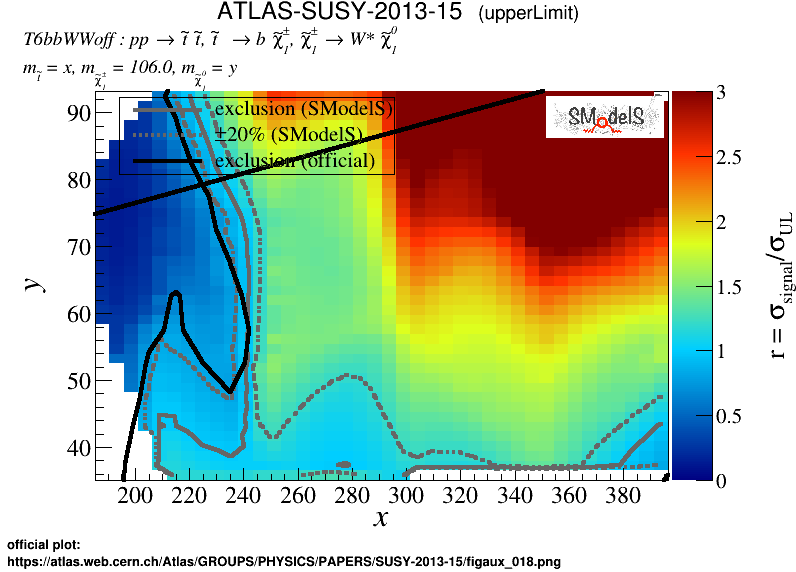 ATLAS-SUSY-2013-15 (upperLimit)
T6bbWWoff : pp → t̃ t̃, t̃ → b χ̃₁±, χ̃₁± → W* χ̃₁⁰
m_t̃ = x, m_χ̃₁± = 106.0, m_χ̃₁⁰ = y
exclusion (SModelS)
±20% (SModelS)
exclusion (official)
SModelS
90
80
70
60
50
40
y
200 220 240 260 280 300 320 340 360 380
x
3
2.5
2
1.5
1
0.5
0
r = σ_signal/σ_UL
official plot:
https://atlas.web.cern.ch/Atlas/GROUPS/PHYSICS/PAPERS/SUSY-2013-15/figaux_018.png